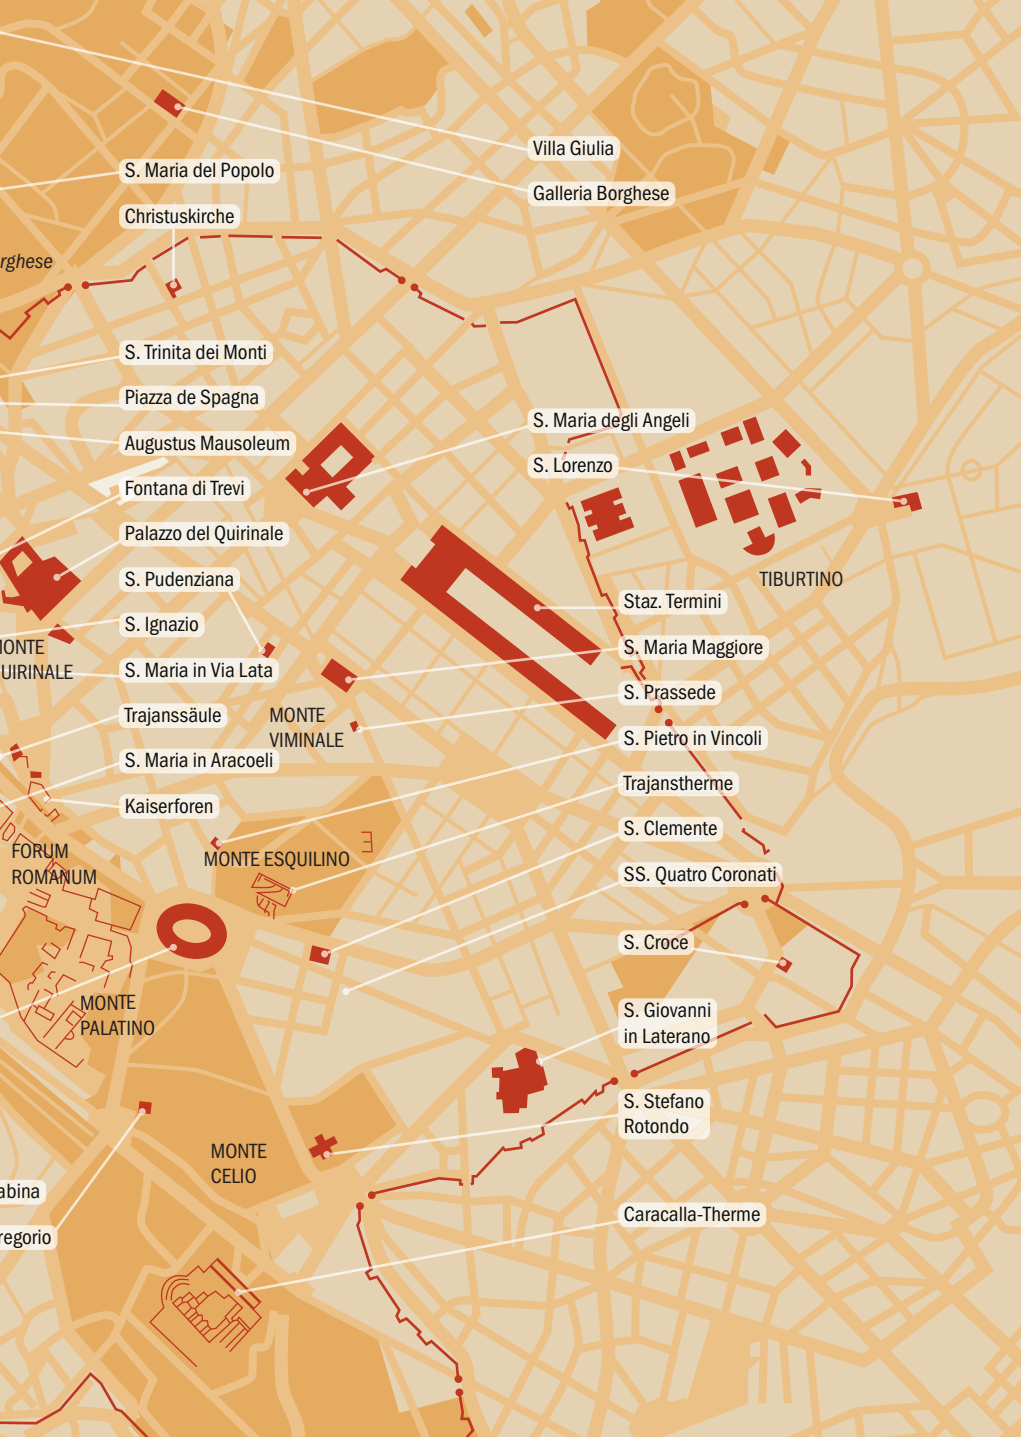 Villa Giulia
S. Maria del Popolo
Galleria Borghese
Christuskirche
rghese
S. Trinita dei Monti
Piazza de Spagna
S. Maria degli Angeli
Augustus Mausoleum
S. Lorenzo
Fontana di Trevi
Palazzo del Quirinale
S. Pudenziana
TIBURTINO
Staz. Termini
S. Ignazio
MONTE
UIRINALE
S. Maria Maggiore
S. Maria in Via Lata
S. Prassede
Trajanssäule
MONTE
VIMINALE
S. Pietro in Vincoli
S. Maria in Aracoeli
Trajanstherme
Kaiserforen
S. Clemente
FORUM
ROMANUM
MONTE ESQUILINO
SS. Quatro Coronati
S. Croce
MONTE
PALATINO
S. Giovanni
in Laterano
S. Stefano
Rotondo
MONTE
CELIO
abina
regorio
Caracalla-Therme